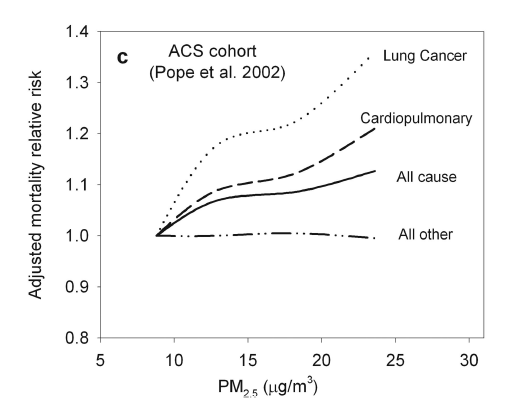 1.4
1.3
1.2
1.1
1.0
0.9
0.8
Adjusted mortality relative risk
c
ACS cohort
(Pope et al. 2002)
Lung Cancer
Cardiopulmonary
All cause
All other
5 10 15 20 25 30
PM2.5 (μg/m³)